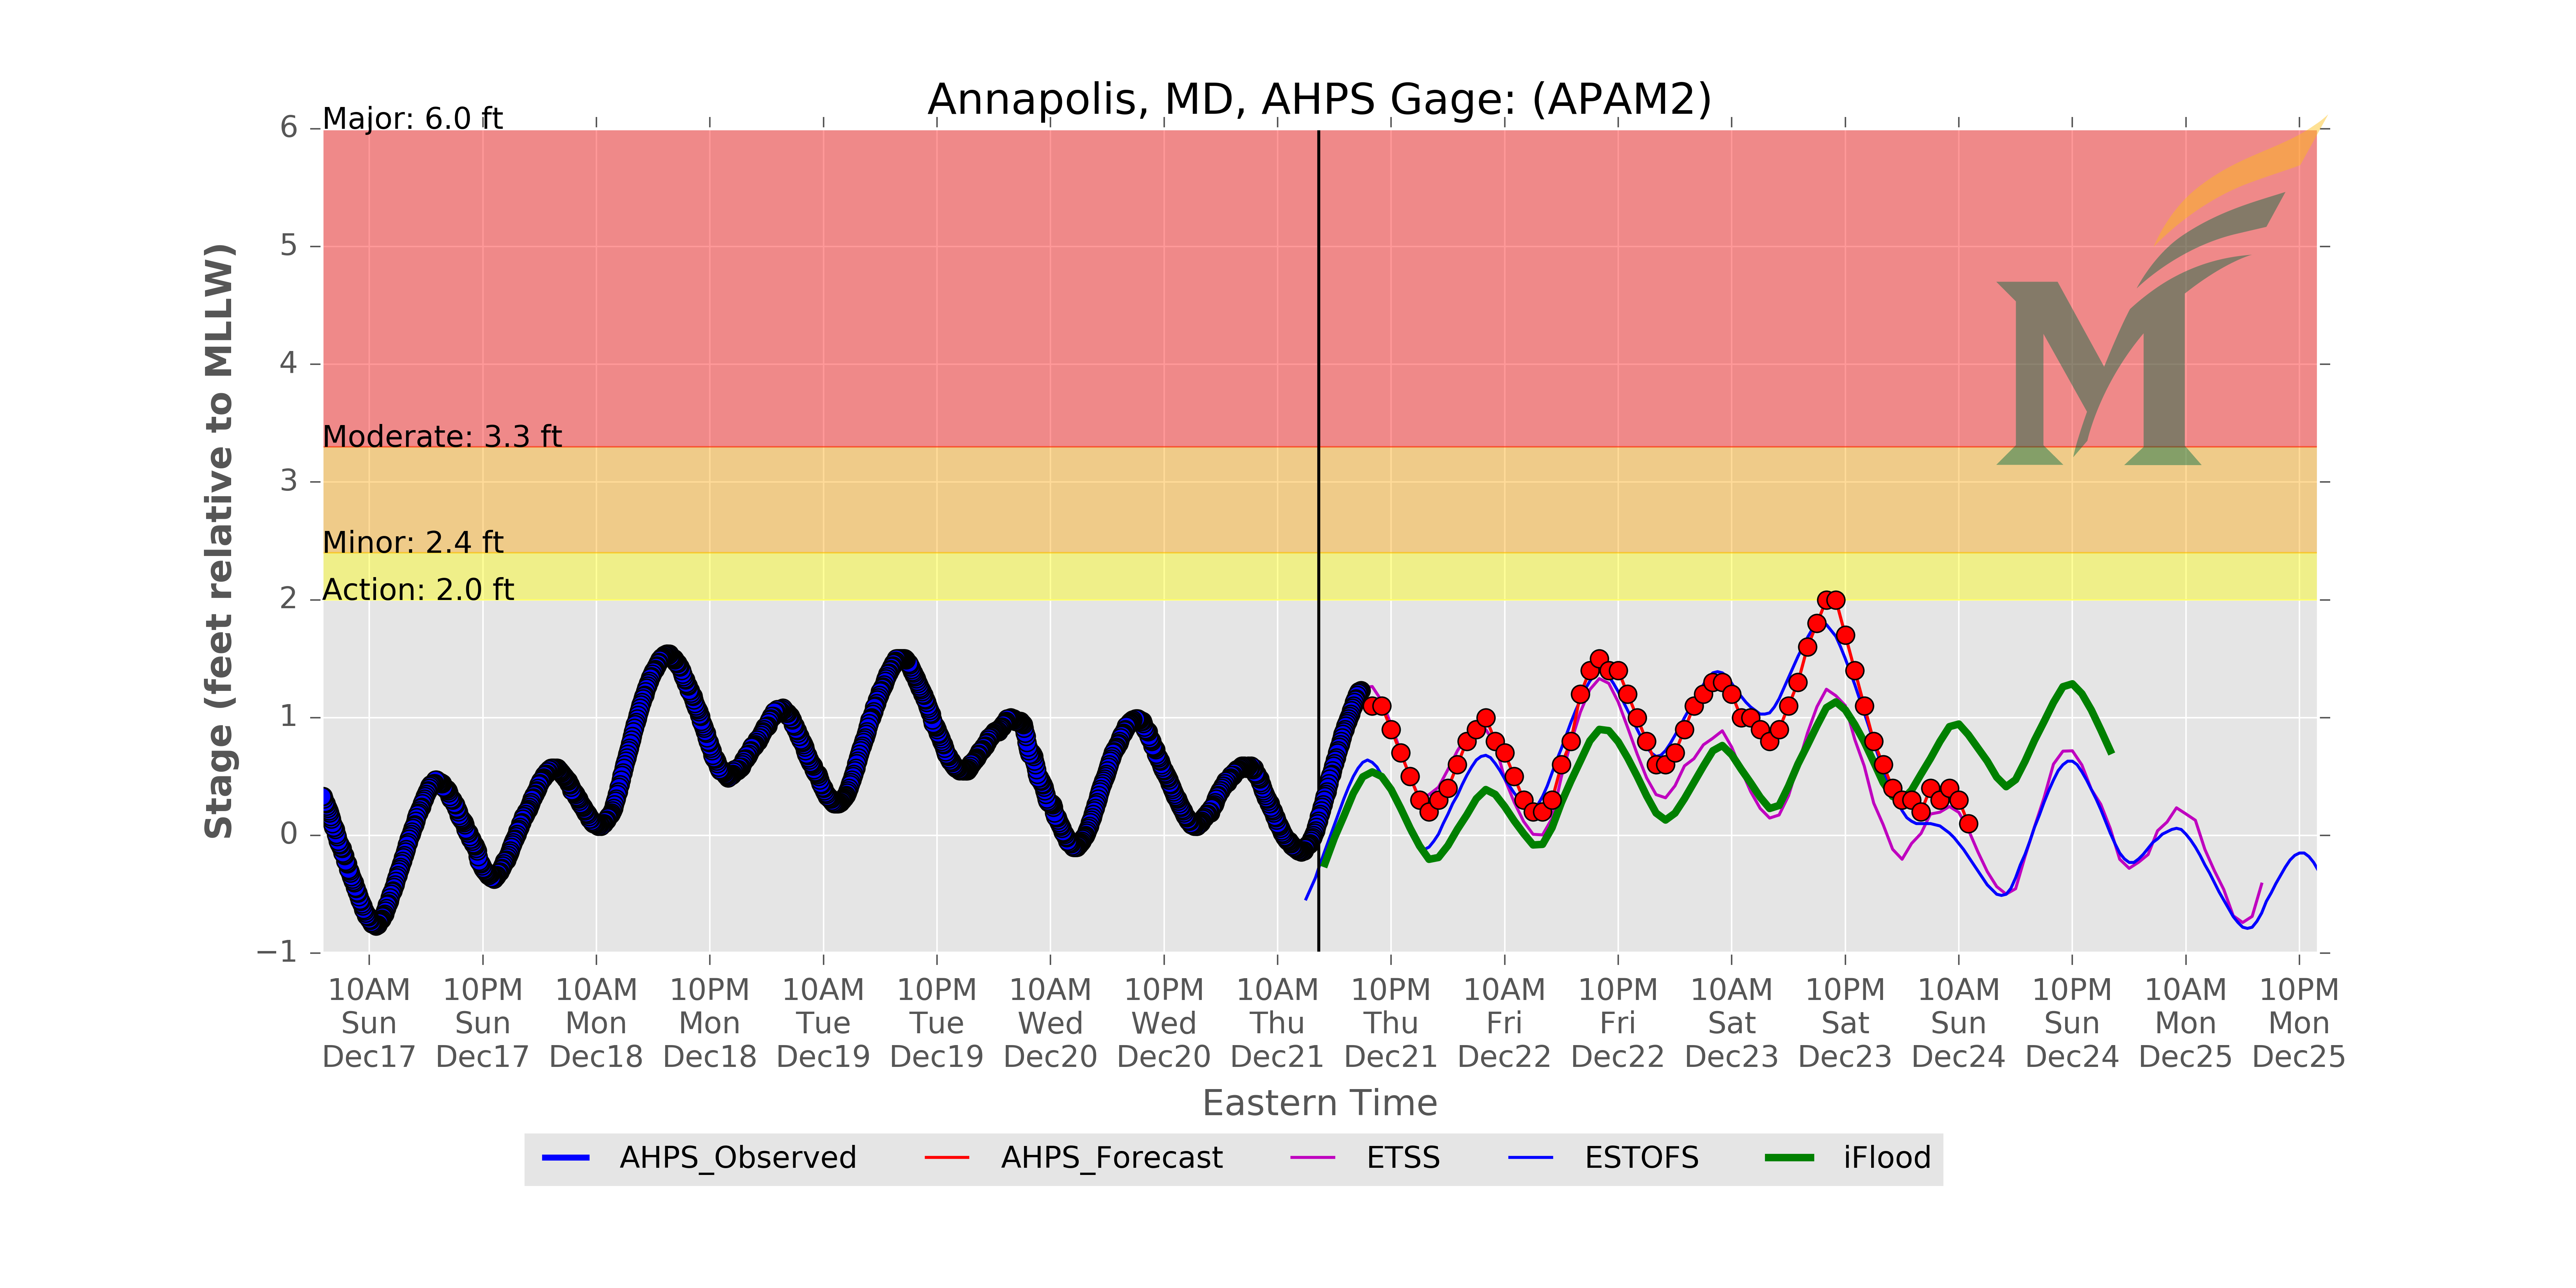 Annapolis, MD, AHPS Gage: (APAM2)
Major: 6.0 ft
Moderate: 3.3 ft
Minor: 2.4 ft
Action: 2.0 ft
Stage (feet relative to MLLW)
6
5
4
3
2
1
0
−1
10AM 10PM 10AM 10PM 10AM 10PM 10AM 10PM 10AM 10PM 10AM 10PM 10AM 10PM 10AM 10PM 10AM 10PM
Sun Sun Mon Mon Tue Tue Wed Wed Thu Thu Fri Fri Sat Sat Sun Sun Mon Mon
Dec17 Dec17 Dec18 Dec18 Dec19 Dec19 Dec20 Dec20 Dec21 Dec21 Dec22 Dec22 Dec23 Dec23 Dec24 Dec24 Dec25 Dec25
Eastern Time
AHPS_Observed AHPS_Forecast ETSS ESTOFS iFlood